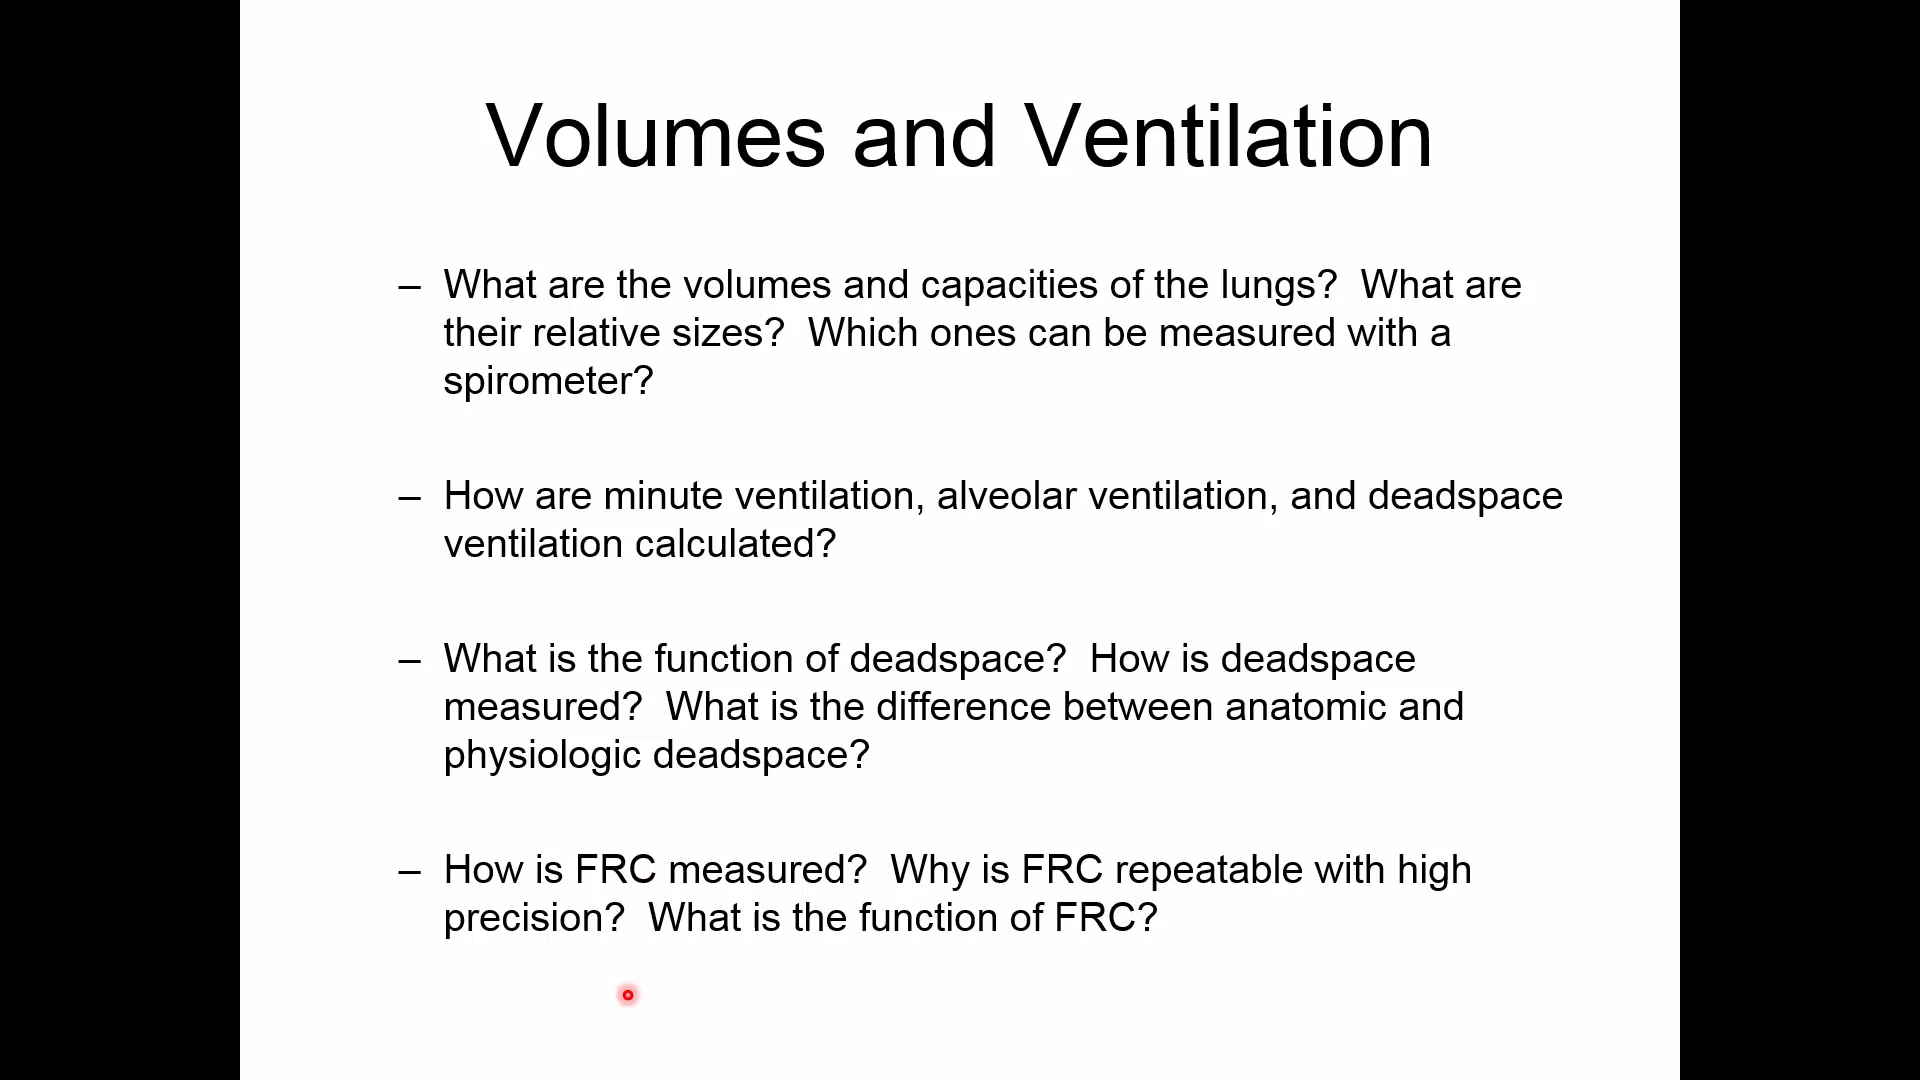 Volumes and Ventilation
– What are the volumes and capacities of the lungs?  What are
their relative sizes?  Which ones can be measured with a
spirometer?
– How are minute ventilation, alveolar ventilation, and deadspace
ventilation calculated?
– What is the function of deadspace?  How is deadspace
measured?  What is the difference between anatomic and
physiologic deadspace?
– How is FRC measured?  Why is FRC repeatable with high
precision?  What is the function of FRC?